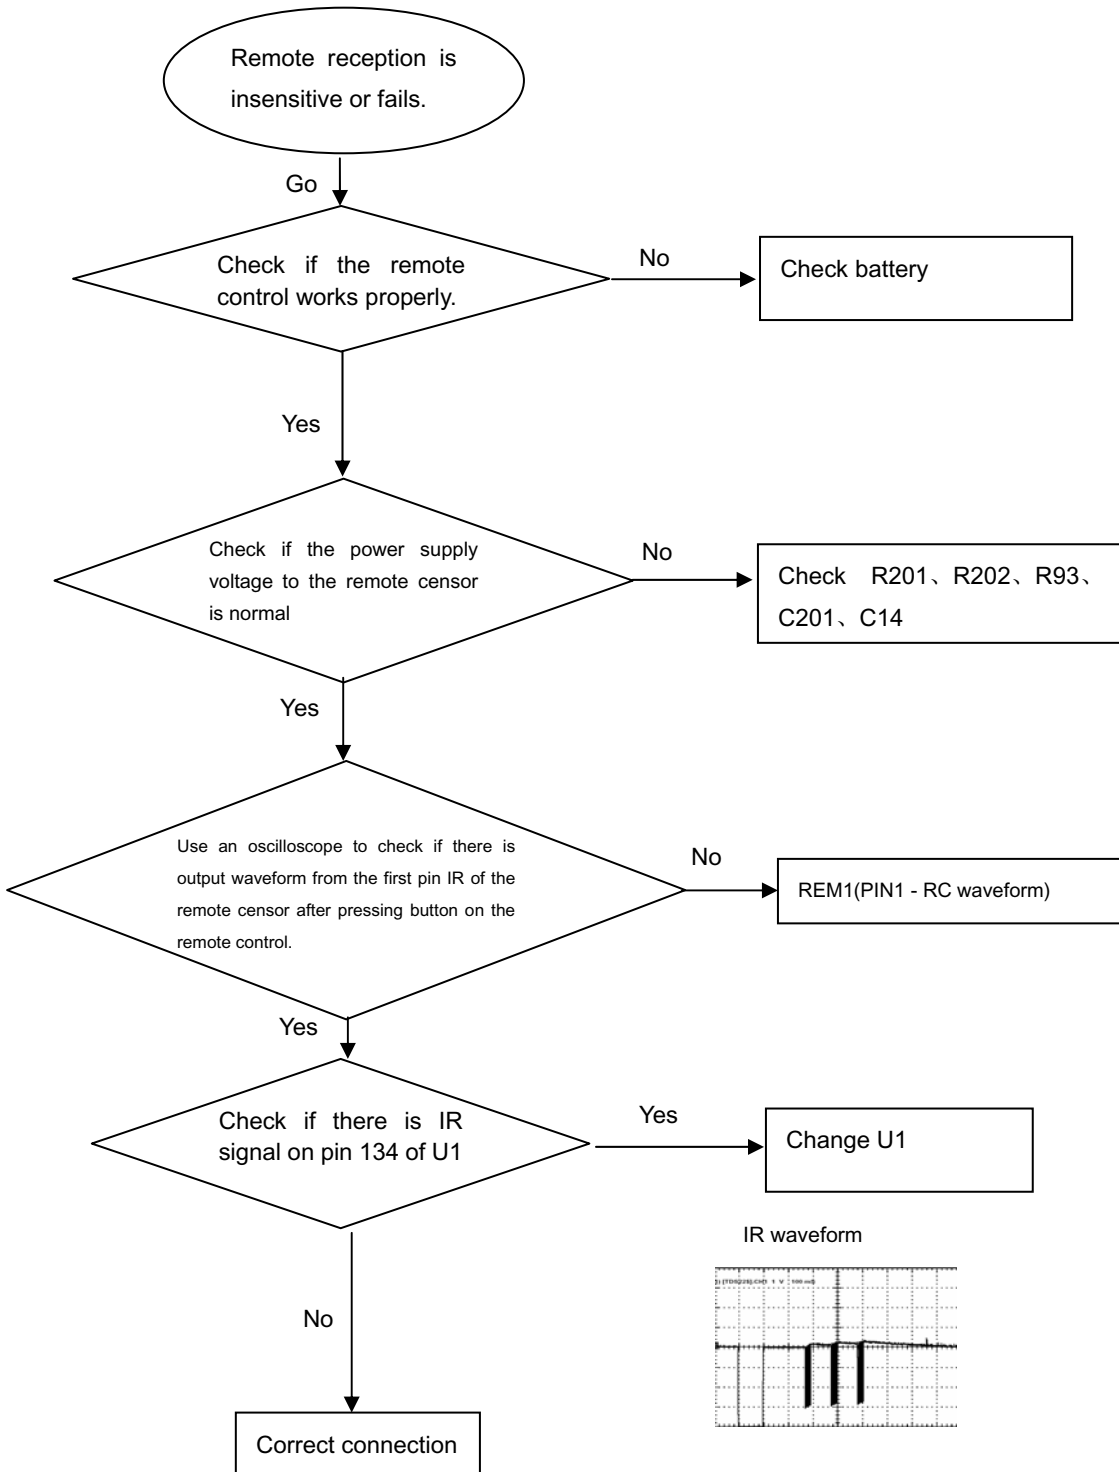 Remote reception is
insensitive or fails.
Go
Check if the remote
control works properly.
No
Check battery
Yes
Check if the power supply
voltage to the remote censor
is normal
No
Check R201、R202、R93、
C201、C14
Yes
Use an oscilloscope to check if there is
output waveform from the first pin IR of the
remote censor after pressing button on the
remote control.
No
REM1(PIN1 - RC waveform)
Yes
Check if there is IR
signal on pin 134 of U1
Yes
Change U1
IR waveform
No
Correct connection